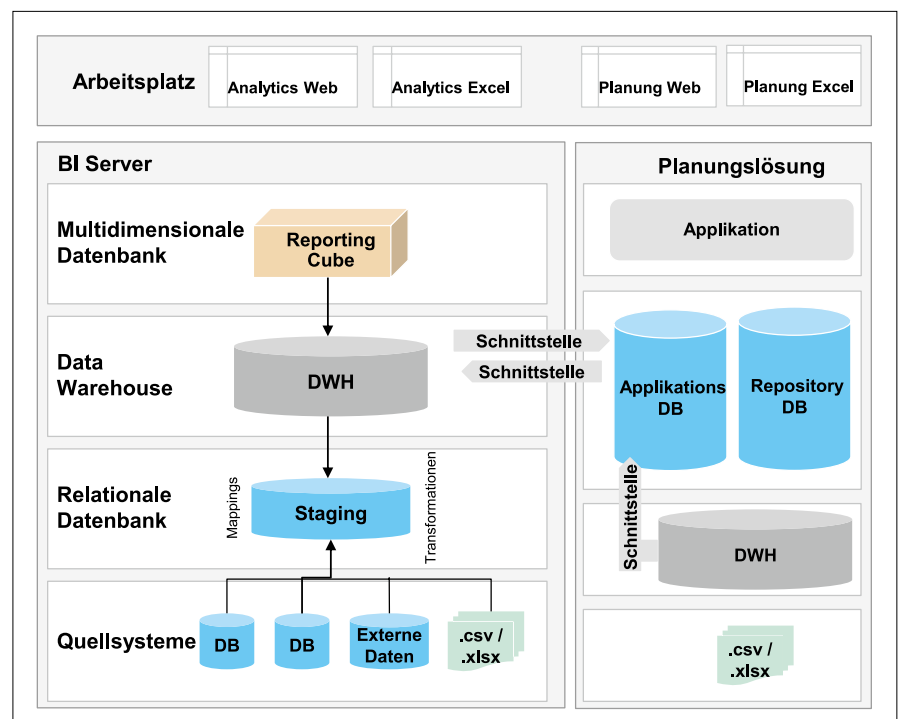 Arbeitsplatz
Analytics Web
Analytics Excel
Planung Web
Planung Excel
BI Server
Multidimensionale
Datenbank
Reporting
Cube
Data
Warehouse
DWH
Relationale
Datenbank
Mappings
Staging
Transformationen
Quellsysteme
DB
DB
Externe
Daten
.csv /
.xlsx
Schnittstelle
Schnittstelle
Planungslösung
Applikation
Applikations
DB
Repository
DB
Schnittstelle
DWH
.csv /
.xlsx